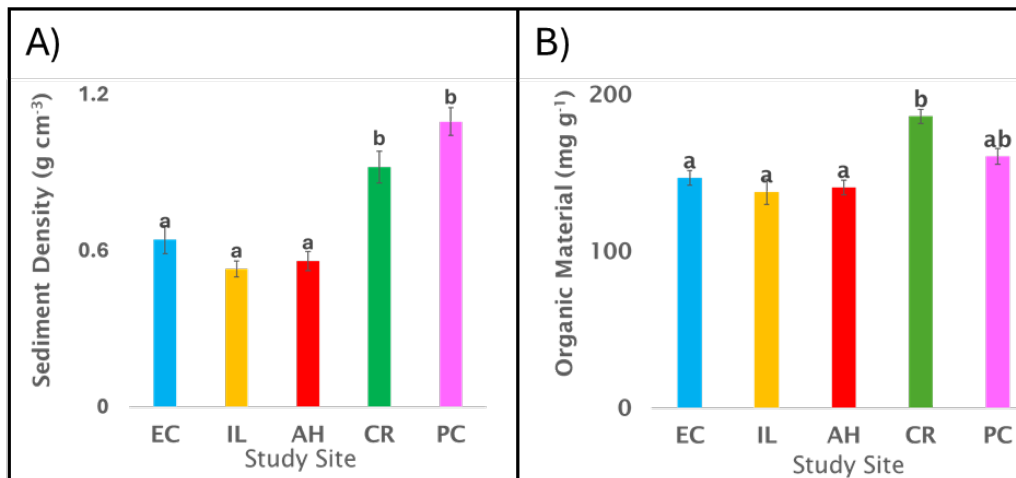 A)
Sediment Density (g cm⁻³)
1.2
0.6
0
a
a
a
b
b
EC IL AH CR PC
Study Site
B)
Organic Material (mg g⁻¹)
200
100
0
a
a
a
b
ab
EC IL AH CR PC
Study Site